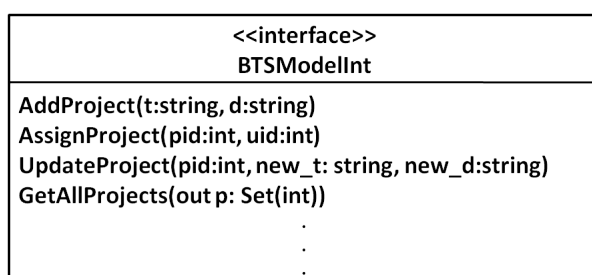 <<interface>>
BTSModelInt
AddProject(t:string, d:string)
AssignProject(pid:int, uid:int)
UpdateProject(pid:int, new_t: string, new_d:string)
GetAllProjects(out p: Set(int))
.
.
.